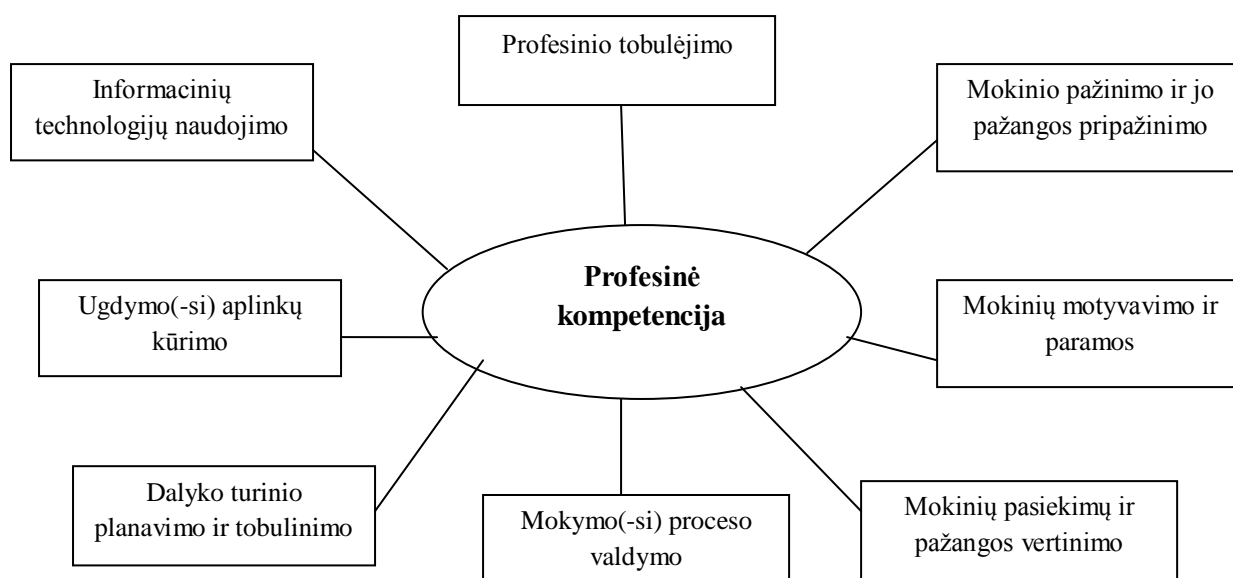 Profesinio tobulėjimo
Informacinių
technologijų naudojimo
Mokinio pažinimo ir jo
pažangos pripažinimo
Profesinė
kompetencija
Ugdymo(-si) aplinkų
kūrimo
Mokinių motyvavimo ir
paramos
Dalyko turinio
planavimo ir tobulinimo
Mokymo(-si) proceso
valdymo
Mokinių pasiekimų ir
pažangos vertinimo